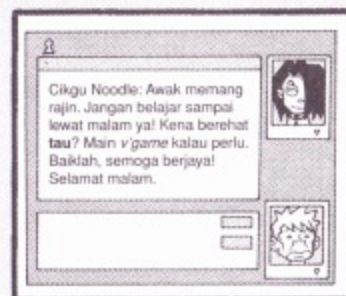 Cikgu Noodle: Awak memang
rajin. Jangan belajar sampai
lewat malam ya! Kena berehat
tau? Main v'game kalau perlu.
Baiklah, semoga berjaya!
Selamat malam.